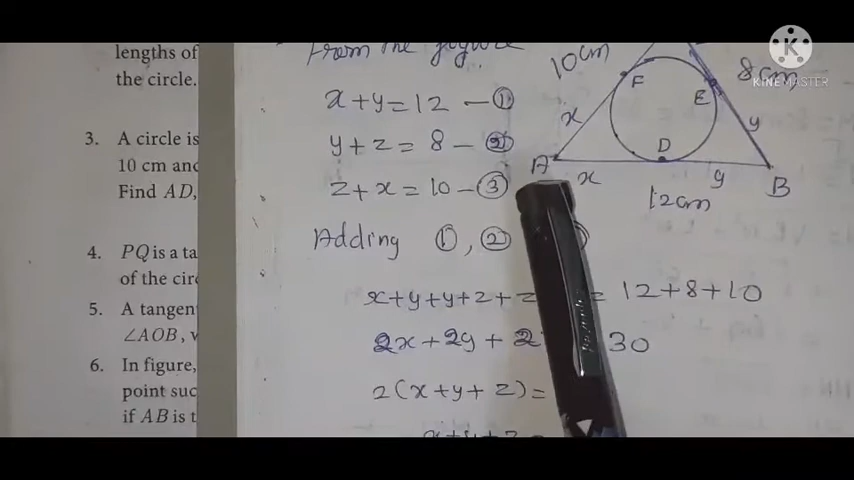 lengths of
the circle.
3. A circle is
10 cm and
Find AD,
4. PQ is a ta
of the circ
5. A tangen
∠AOB, v
6. In figure,
point suc
if AB is t
From the figure
x+y=12 — ①
y+z= 8 — ②
z+x=10 — ③
Adding ①, ②
x+y+y+z+z = 12+8+10
2x+2y+2 30
2(x+y+z)=
x+y+z=
10cm
8cm
F
E
x
y
D
A
x
y
B
12cm
K
KINEMASTER